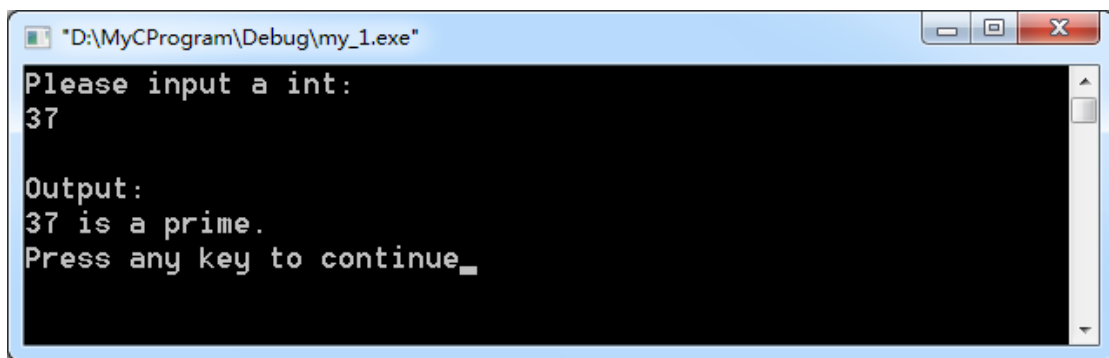 "D:\MyCProgram\Debug\my_1.exe"
Please input a int:
37
Output:
37 is a prime.
Press any key to continue_